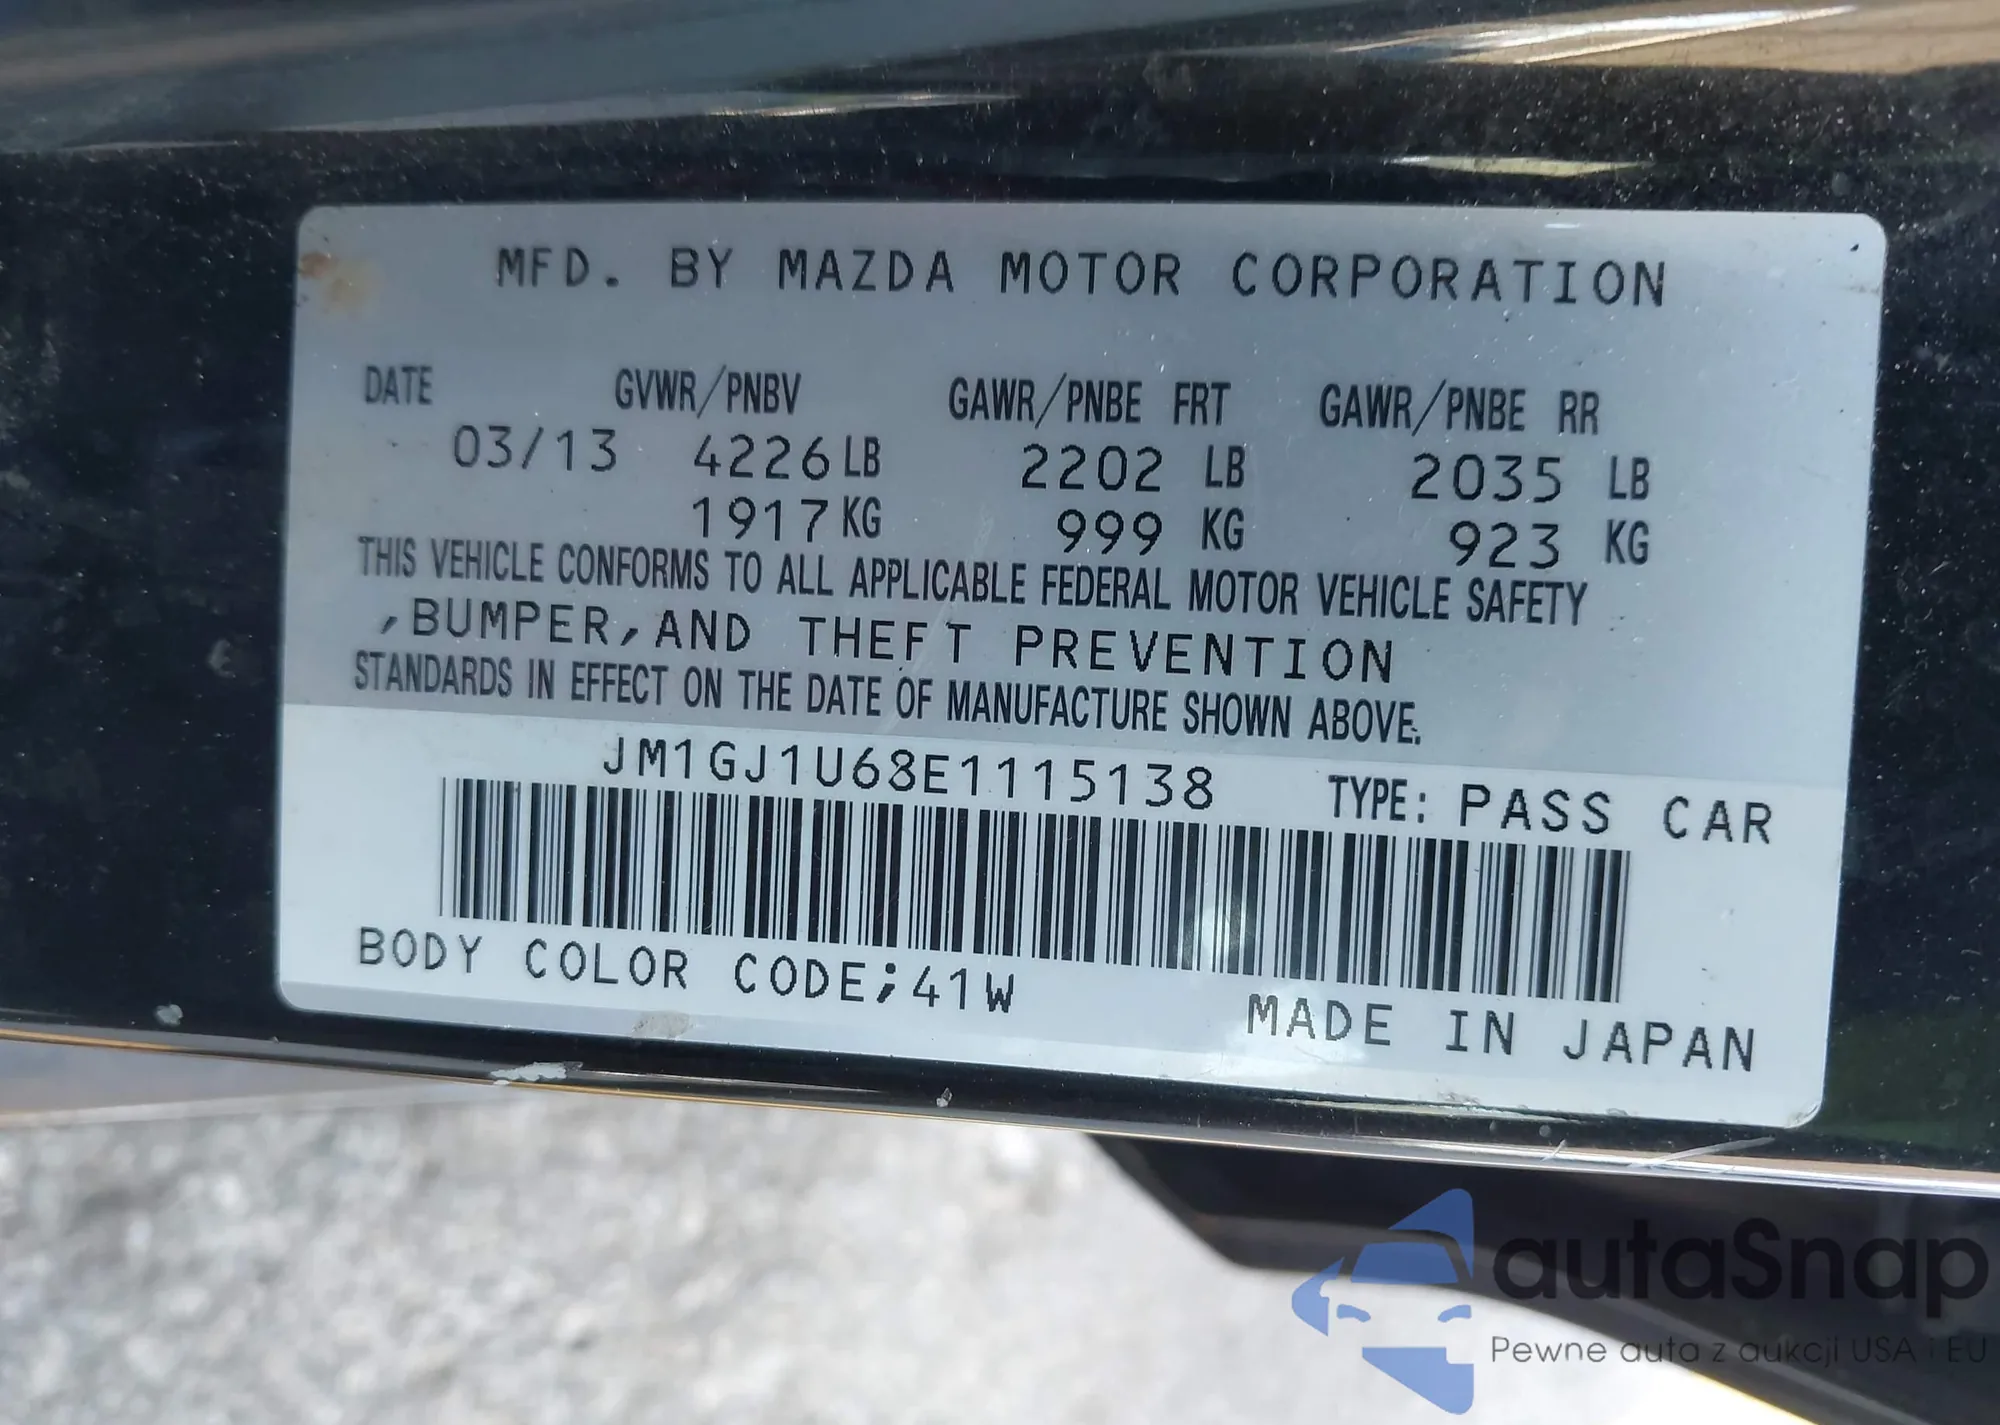 MFD. BY MAZDA MOTOR CORPORATION
DATE GVWR/PNBV GAWR/PNBE FRT GAWR/PNBE RR
03/13 4226LB 2202 LB 2035 LB
1917KG 999 KG 923 KG
THIS VEHICLE CONFORMS TO ALL APPLICABLE FEDERAL MOTOR VEHICLE SAFETY
,BUMPER,AND THEFT PREVENTION
STANDARDS IN EFFECT ON THE DATE OF MANUFACTURE SHOWN ABOVE.
JM1GJ1U68E1115138 TYPE: PASS CAR
BODY COLOR CODE;41W
MADE IN JAPAN
autaSnap
Pewne auta z aukcji USA i EU